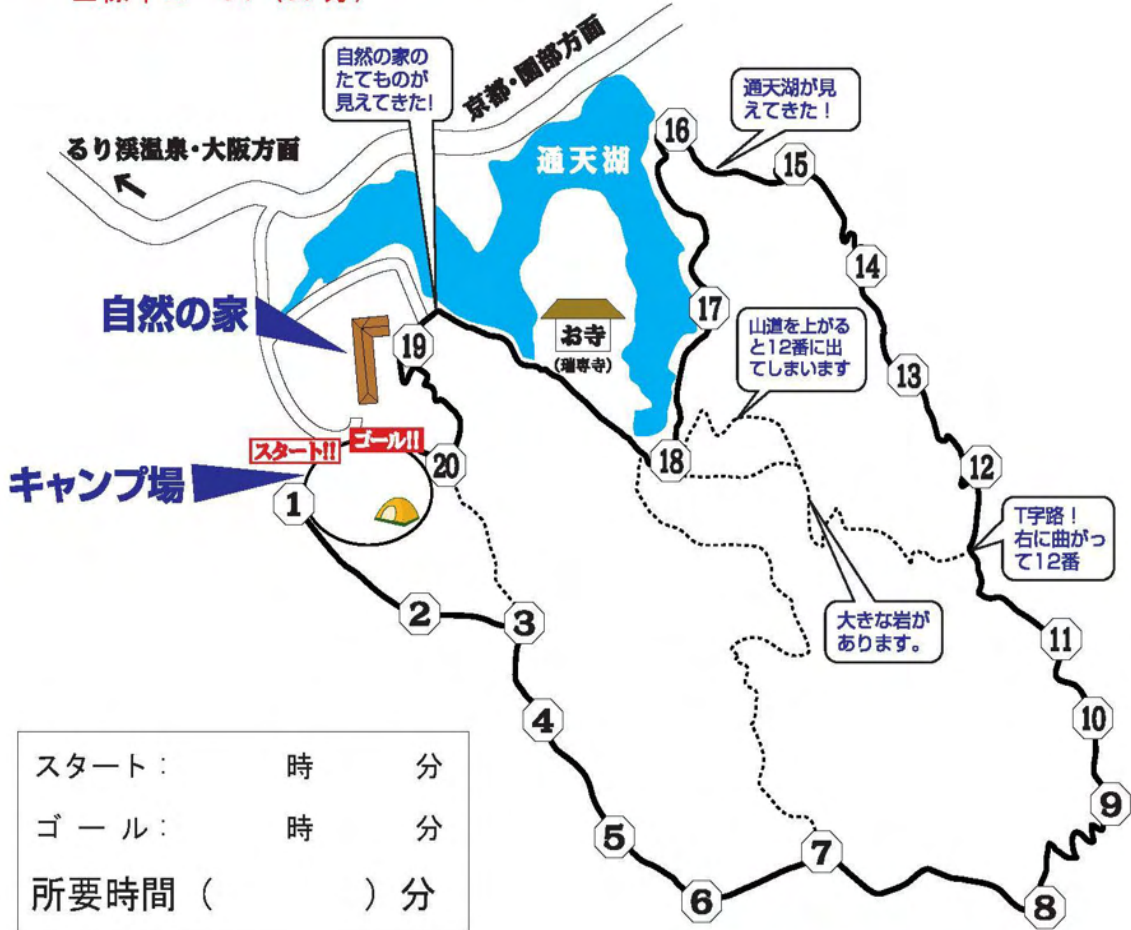 自然の家の
たてものが
見えてきた!
京都・園部方面
るり渓温泉・大阪方面
通天湖
通天湖が見
えてきた!
16
15
14
自然の家
19
お寺
(瑞専寺)
17
山道を上がる
と12番に出
てしまいます
13
スタート!!
ゴール!!
20
18
12
キャンプ場
1
T字路!
右に曲がっ
て12番
2
3
大きな岩が
あります。
11
4
10
スタート: 時 分
ゴール: 時 分
所要時間( )分
5
6
7
8
9